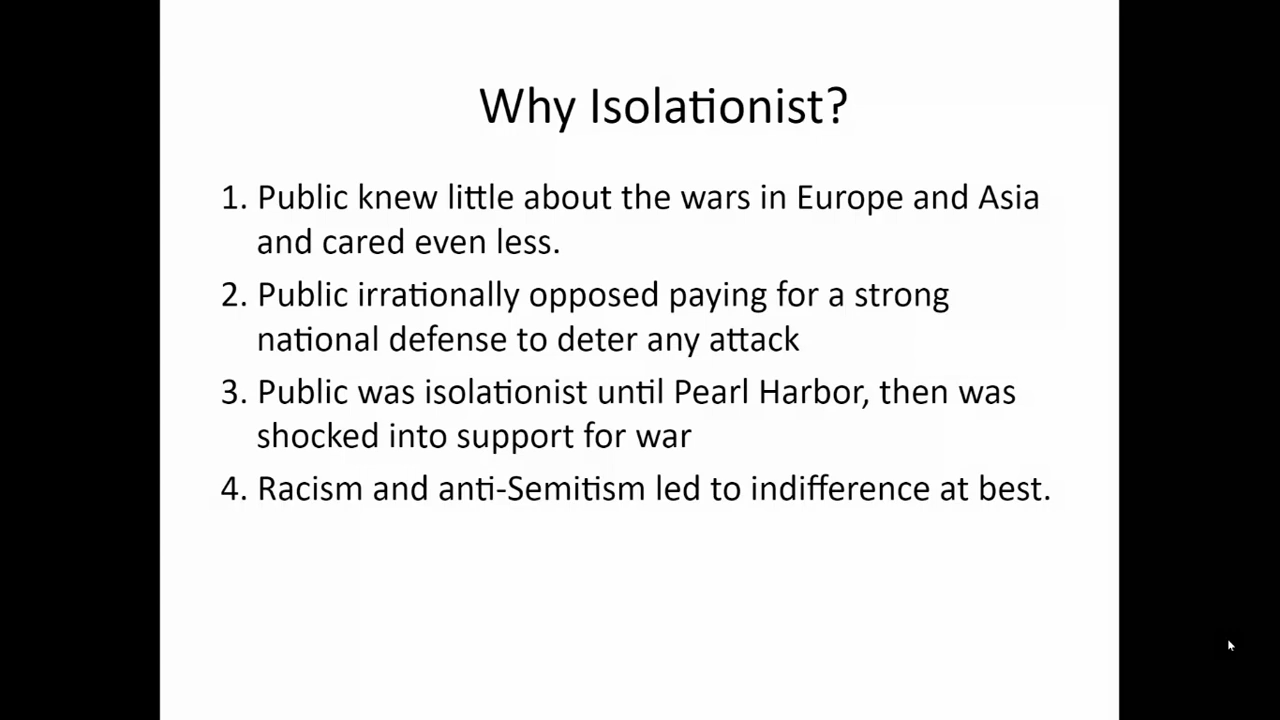 Why Isolationist?
1. Public knew little about the wars in Europe and Asia
and cared even less.
2. Public irrationally opposed paying for a strong
national defense to deter any attack
3. Public was isolationist until Pearl Harbor, then was
shocked into support for war
4. Racism and anti-Semitism led to indifference at best.